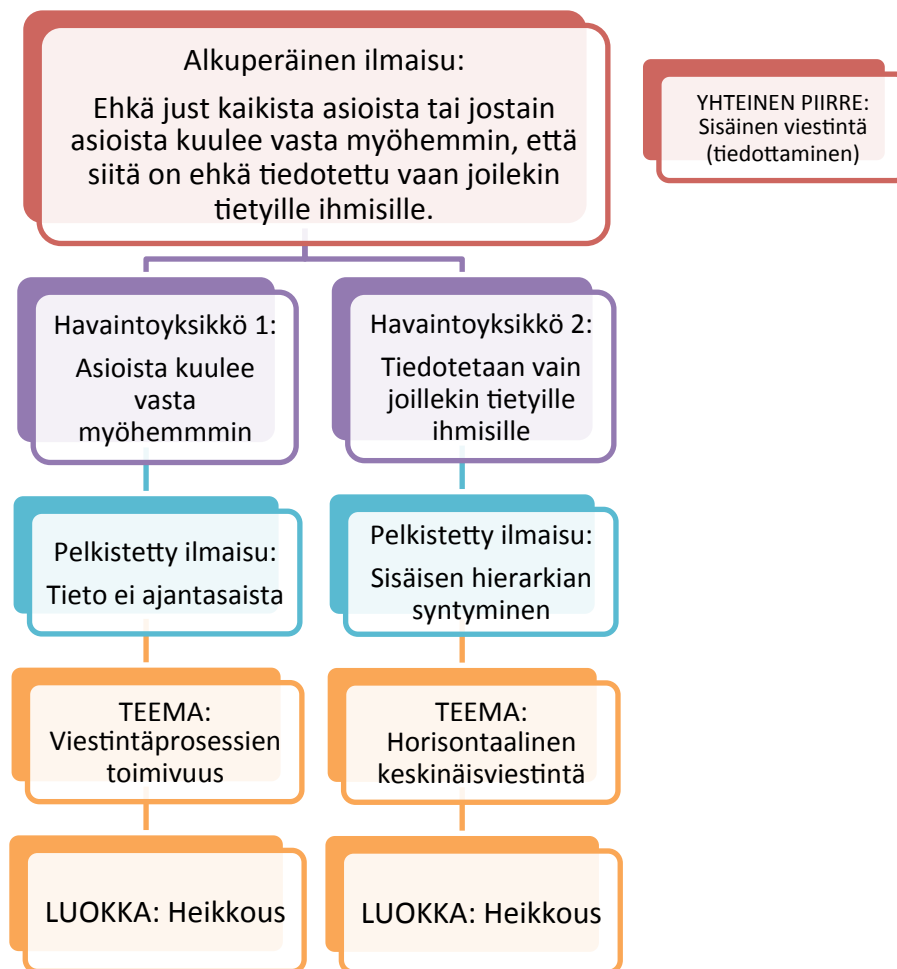 Alkuperäinen ilmaisu:
Ehkä just kaikista asioista tai jostain
asioista kuulee vasta myöhemmin, että
siitä on ehkä tiedotettu vaan joilekin
tietyille ihmisille.
YHTEINEN PIIRRE:
Sisäinen viestintä
(tiedottaminen)
Havaintoyksikkö 1:
Asioista kuulee
vasta
myöhemmmin
Havaintoyksikkö 2:
Tiedotetaan vain
joillekin tietyille
ihmisille
Pelkistetty ilmaisu:
Tieto ei ajantasaista
Pelkistetty ilmaisu:
Sisäisen hierarkian
syntyminen
TEEMA:
Viestintäprosessien
toimivuus
TEEMA:
Horisontaalinen
keskinäisviestintä
LUOKKA: Heikkous
LUOKKA: Heikkous